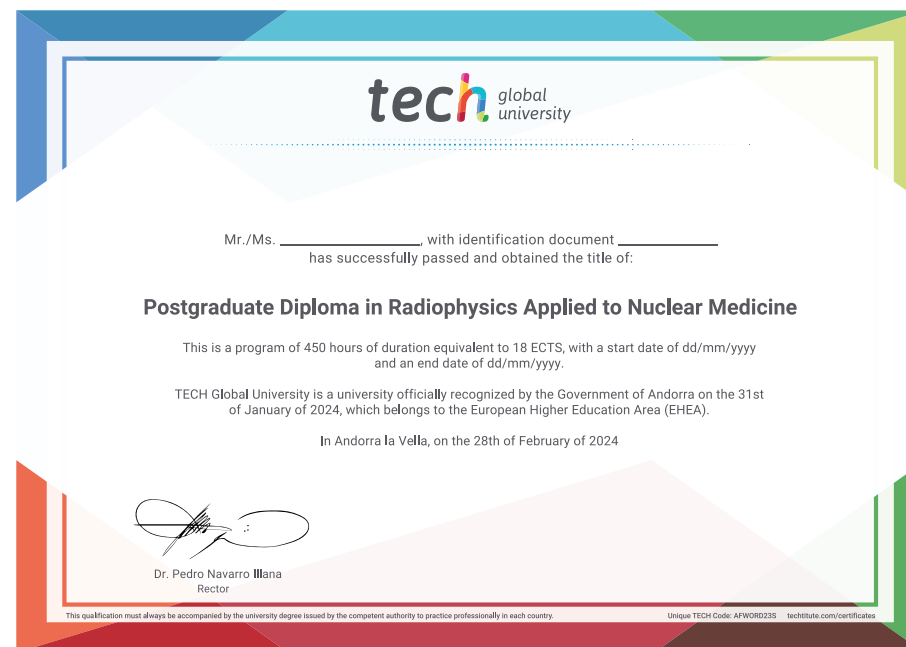 tech global university
Mr./Ms. ____________________, with identification document ______________
has successfully passed and obtained the title of:
Postgraduate Diploma in Radiophysics Applied to Nuclear Medicine
This is a program of 450 hours of duration equivalent to 18 ECTS, with a start date of dd/mm/yyyy
and an end date of dd/mm/yyyy.
TECH Global University is a university officially recognized by the Government of Andorra on the 31st
of January of 2024, which belongs to the European Higher Education Area (EHEA).
In Andorra la Vella, on the 28th of February of 2024
Dr. Pedro Navarro Illana
Rector
This qualification must always be accompanied by the university degree issued by the competent authority to practice professionally in each country.
Unique TECH Code: AFWORD23S techtitute.com/certificates